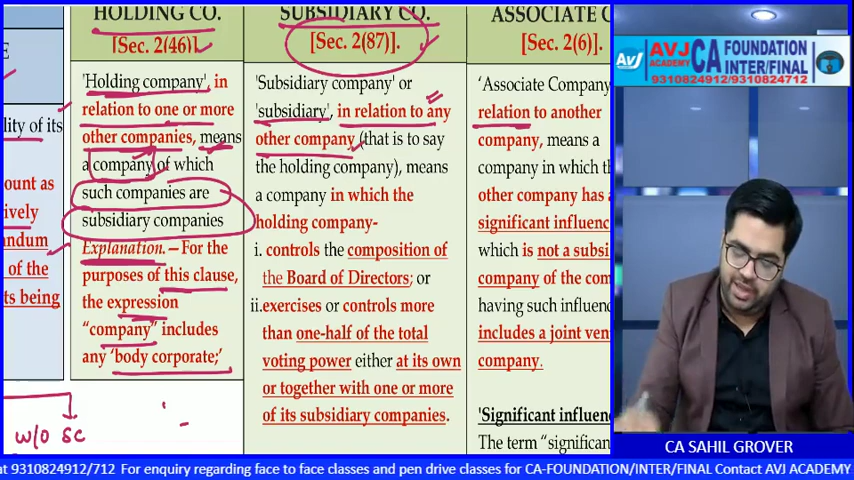 HOLDING CO.
[Sec. 2(46)]
'Holding company', in
relation to one or more
other companies, means
a company of which
such companies are
subsidiary companies
Explanation.—For the
purposes of this clause,
the expression
"company" includes
any 'body corporate;'
SUBSIDIARY CO.
[Sec. 2(87)].
'Subsidiary company' or
'subsidiary', in relation to any
other company (that is to say
the holding company), means
a company in which the
holding company-
i. controls the composition of
the Board of Directors; or
ii. exercises or controls more
than one-half of the total
voting power either at its own
or together with one or more
of its subsidiary companies.
ASSOCIATE C
[Sec. 2(6)].
'Associate Company
relation to another
company, means a
company in which th
other company has a
significant influenc
which is not a subsi
company of the com
having such influenc
includes a joint ven
company.
'Significant influen
The term "significan
E
lity of its
ount as
ively
andum
of the
ts being
w/o SC
AVJ
AVJ
ACADEMY
CA
FOUNDATION
INTER/FINAL
9310824912/9310824712
CA SAHIL GROVER
at 9310824912/712 For enquiry regarding face to face classes and pen drive classes for CA-FOUNDATION/INTER/FINAL Contact AVJ ACADEMY